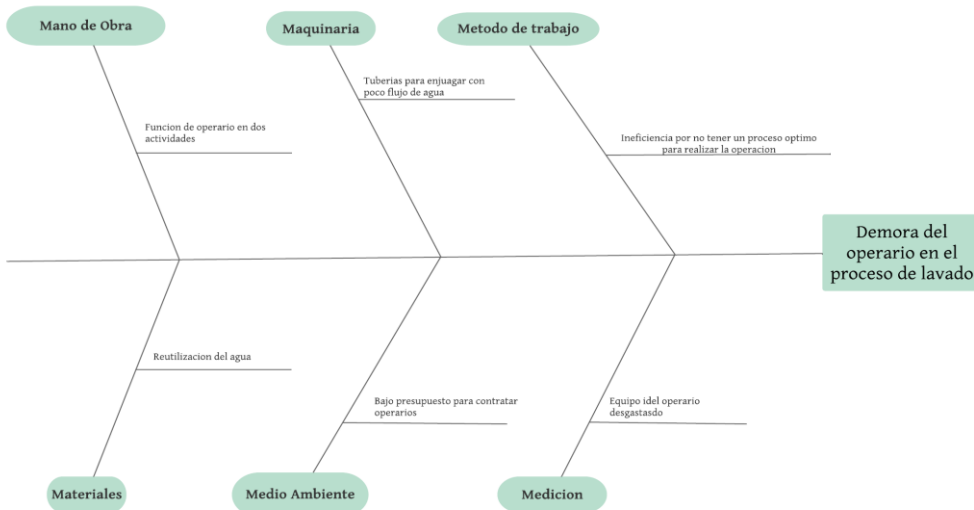 Mano de Obra
Maquinaria
Metodo de trabajo
Tuberias para enjuagar con
poco flujo de agua
Funcion de operario en dos
actividades
Ineficiencia por no tener un proceso optimo
para realizar la operacion
Demora del
operario en el
proceso de lavado
Reutilizacion del agua
Bajo presupuesto para contratar
operarios
Equipo idel operario
desgastasdo
Materiales
Medio Ambiente
Medicion